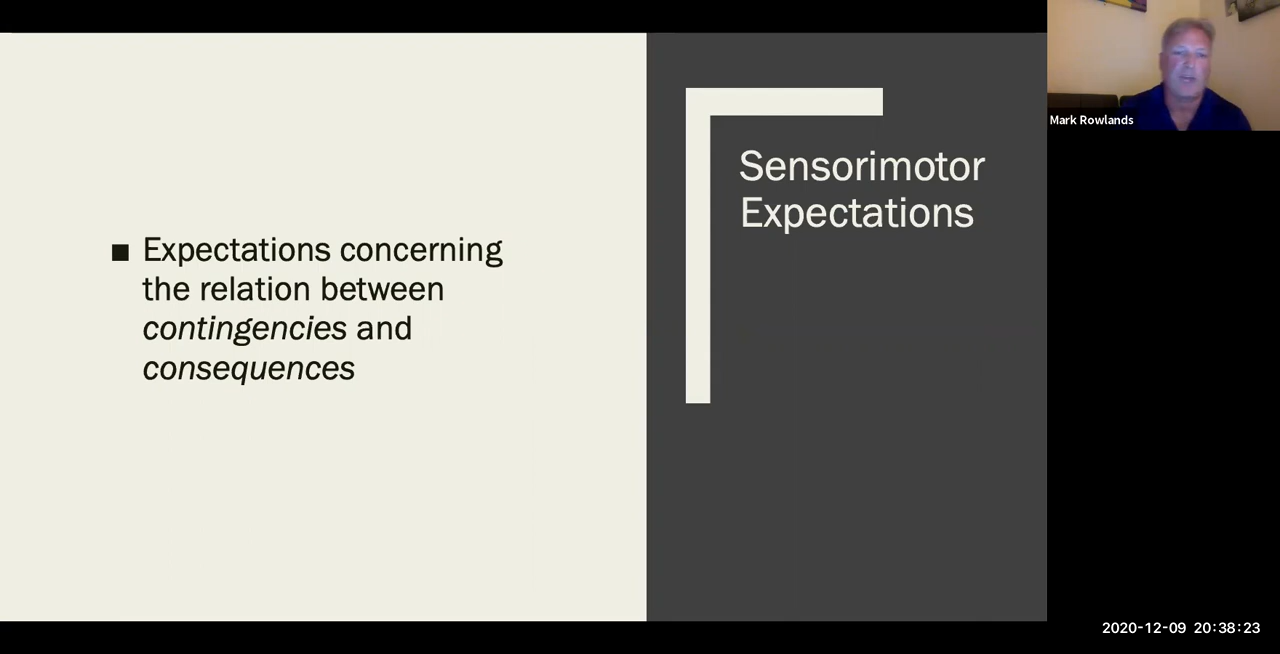 ■ Expectations concerning
the relation between
contingencies and
consequences
Sensorimotor
Expectations
Mark Rowlands
2020-12-09 20:38:23